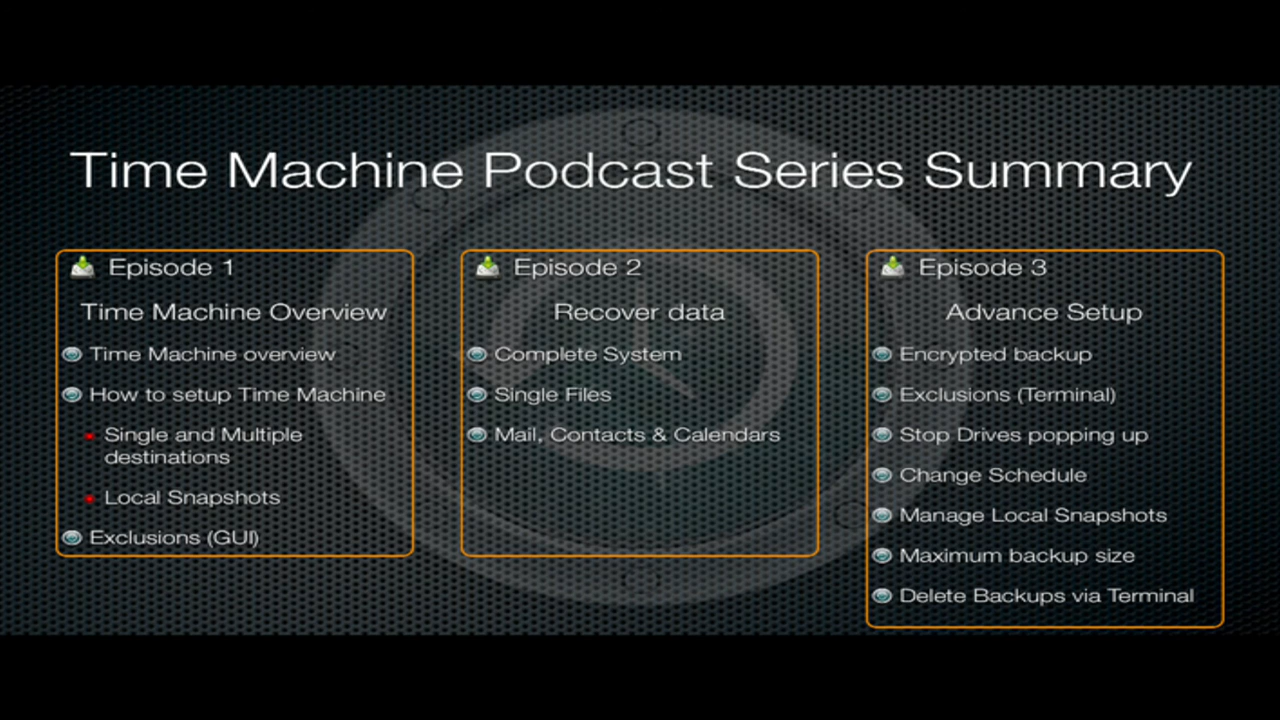 Time Machine Podcast Series Summary
Episode 1
Time Machine Overview
Time Machine overview
How to setup Time Machine
Single and Multiple
destinations
Local Snapshots
Exclusions (GUI)
Episode 2
Recover data
Complete System
Single Files
Mail, Contacts & Calendars
Episode 3
Advance Setup
Encrypted backup
Exclusions (Terminal)
Stop Drives popping up
Change Schedule
Manage Local Snapshots
Maximum backup size
Delete Backups via Terminal